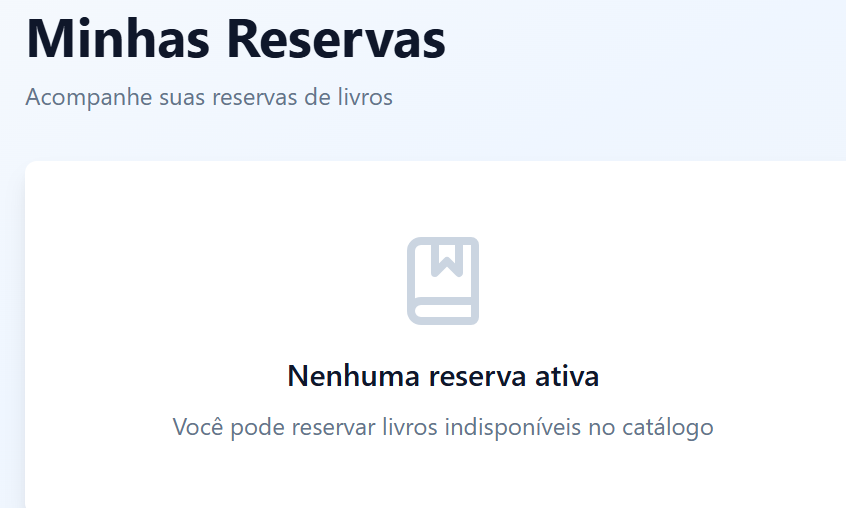 Minhas Reservas
Acompanhe suas reservas de livros
Nenhuma reserva ativa
Você pode reservar livros indisponíveis no catálogo